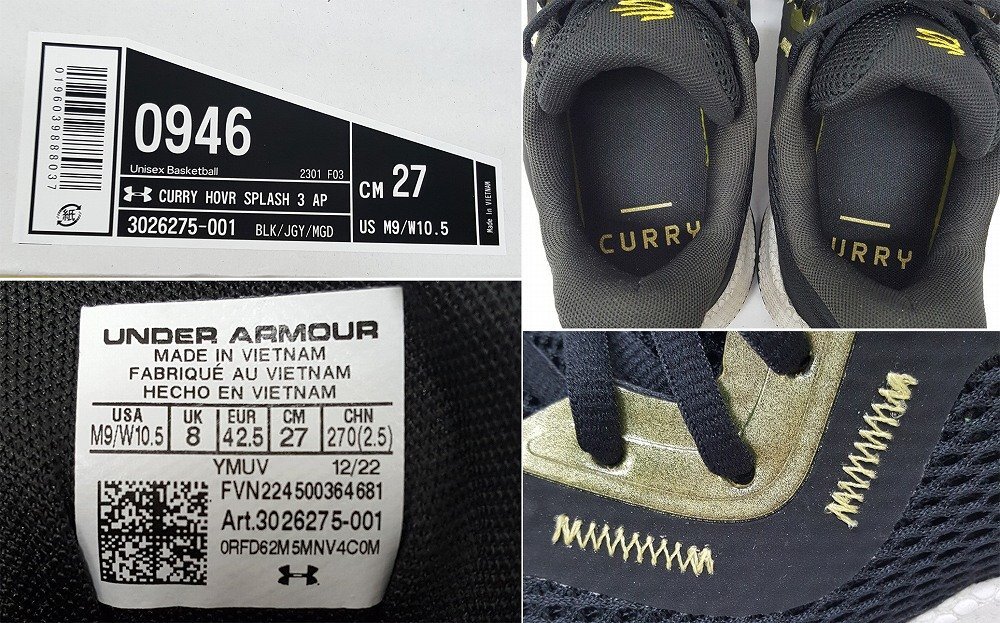 0196039888037
紙
0946
Unisex Basketball 2301 F03
CURRY HOVR SPLASH 3 AP
3026275-001 BLK/JGY/MGD
CM 27
US M9/W10.5
MADE IN VIETNAM
CURRY
CURRY
UNDER ARMOUR
MADE IN VIETNAM
FABRIQUÉ AU VIETNAM
HECHO EN VIETNAM
USA UK EUR CM CHN
M9/W10.5 8 42.5 27 270(2.5)
YMUV 12/22
FVN224500364681
Art.3026275-001
0RFD62M5MNV4C0M